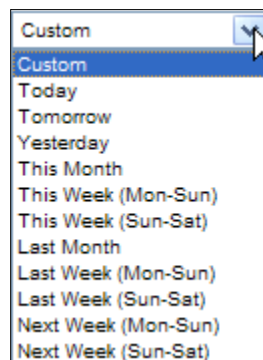 Custom
Custom
Today
Tomorrow
Yesterday
This Month
This Week (Mon-Sun)
This Week (Sun-Sat)
Last Month
Last Week (Mon-Sun)
Last Week (Sun-Sat)
Next Week (Mon-Sun)
Next Week (Sun-Sat)